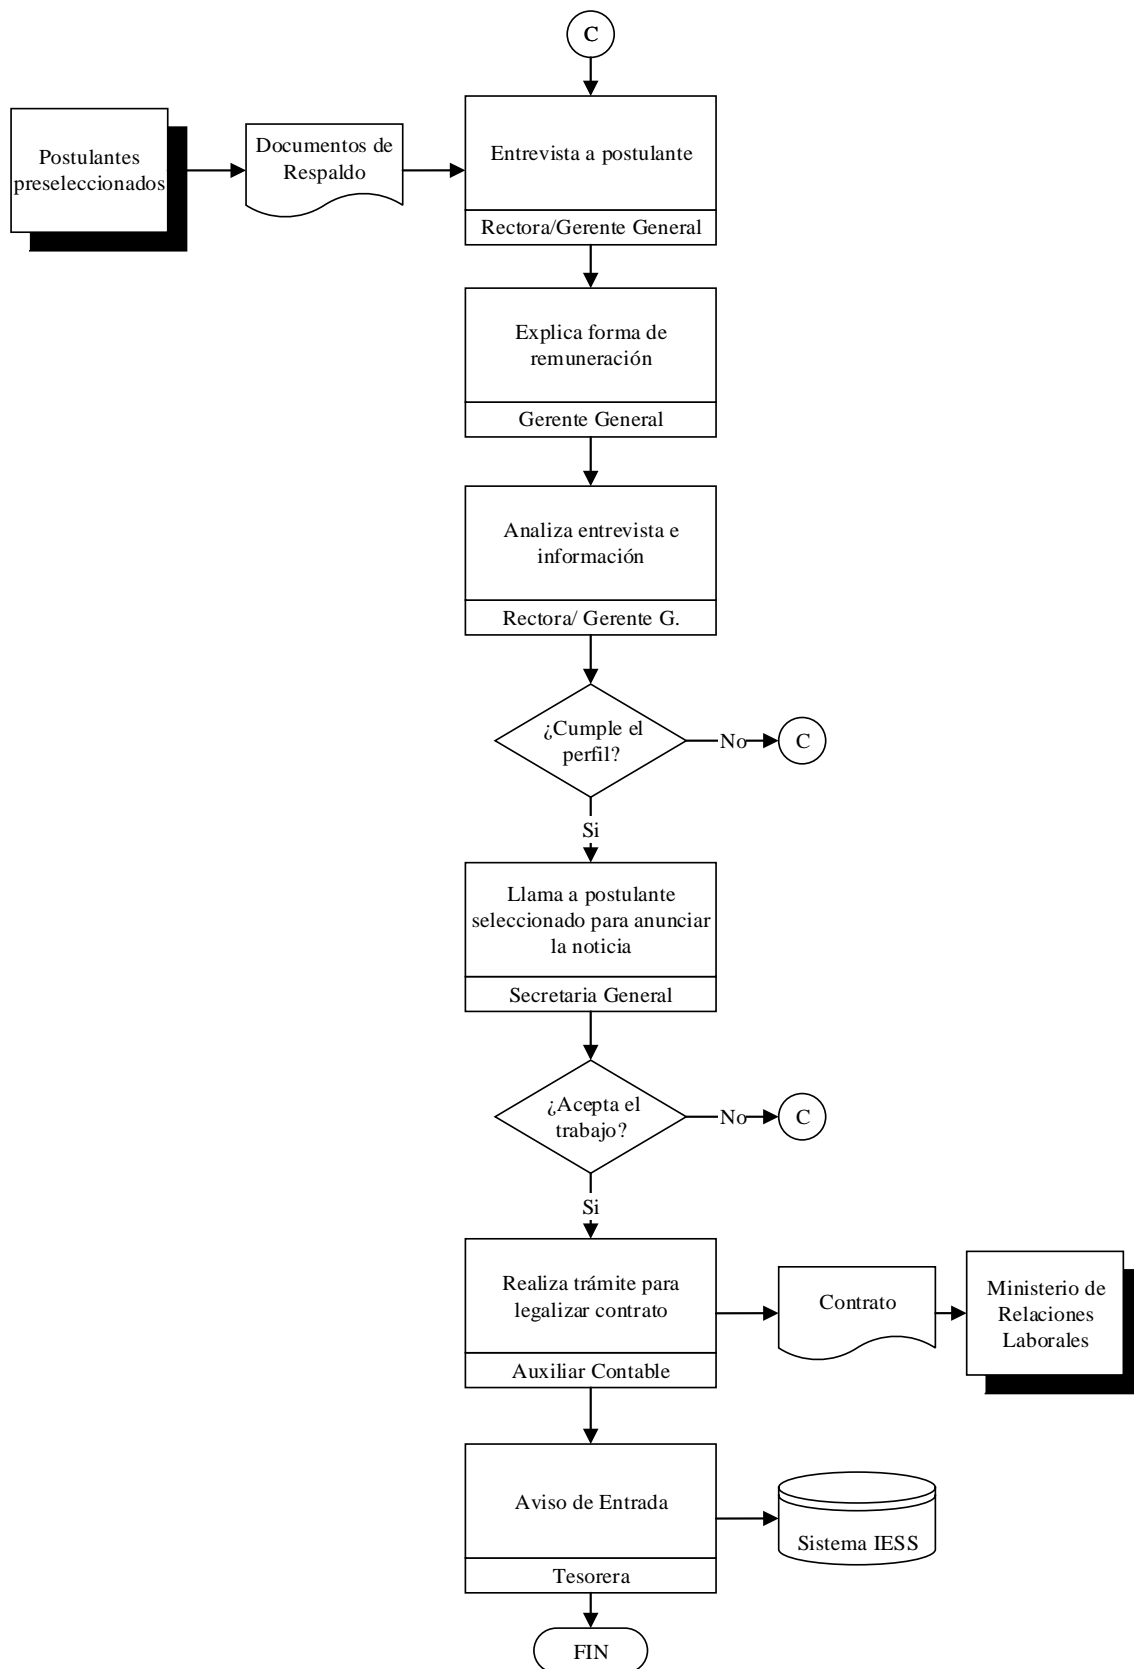 C
Postulantes
preseleccionados
Documentos de
Respaldo
Entrevista a postulante
Rectora/Gerente General
Explica forma de
remuneración
Gerente General
Analiza entrevista e
información
Rectora/ Gerente G.
¿Cumple el
perfil?
No
C
Si
Llama a postulante
seleccionado para anunciar
la noticia
Secretaria General
¿Acepta el
trabajo?
No
C
Si
Realiza trámite para
legalizar contrato
Auxiliar Contable
Contrato
Ministerio de
Relaciones
Laborales
Aviso de Entrada
Tesorera
Sistema IESS
FIN